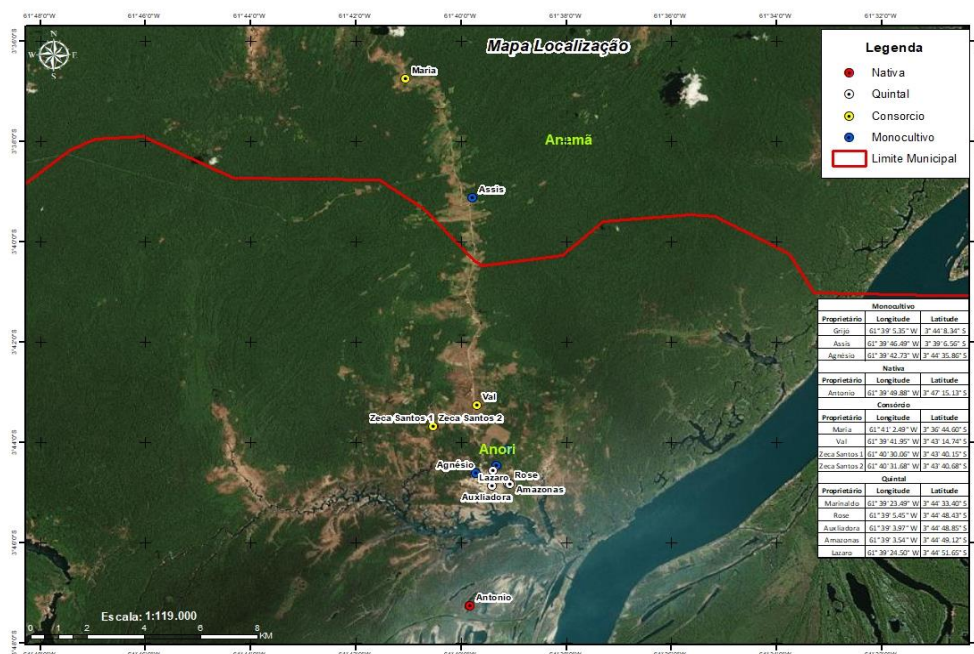 61°48'0"W 61°46'0"W 61°44'0"W 61°42'0"W 61°40'0"W 61°38'0"W 61°36'0"W 61°34'0"W 61°32'0"W
Mapa Localização
N
W E
S
Legenda
Nativa
Quintal
Consorcio
Monocultivo
Limite Municipal
Maria
Anamã
Assis
Val
Zeca Santos 1 Zeca Santos 2
Anori
Agnésio
Lazaro
Rose
Amazonas
Auxliadora
Antonio
Monocultivo
Proprietário Longitude Latitude
Grijó 61°39'5.35" W 3°44'8.34" S
Assis 61°39'46.49" W 3°39'6.56" S
Agnésio 61°39'42.73" W 3°44'35.86" S
Nativa
Proprietário Longitude Latitude
Antonio 61°39'49.88" W 3°47'15.13" S
Consórcio
Proprietário Longitude Latitude
Maria 61°41'2.49" W 3°36'44.60" S
Val 61°39'41.95" W 3°43'14.74" S
Zeca Santos 1 61°40'30.06" W 3°43'40.15" S
Zeca Santos 2 61°40'31.68" W 3°43'40.68" S
Quintal
Proprietário Longitude Latitude
Marinaldo 61°39'23.49" W 3°44'33.40" S
Rose 61°39'5.45" W 3°44'48.43" S
Auxiliadora 61°39'3.97" W 3°44'48.85" S
Amazonas 61°39'3.54" W 3°44'49.12" S
Lazaro 61°39'24.50" W 3°44'51.65" S
Escala: 1:119.000
0 1 2 4 6 8
KM